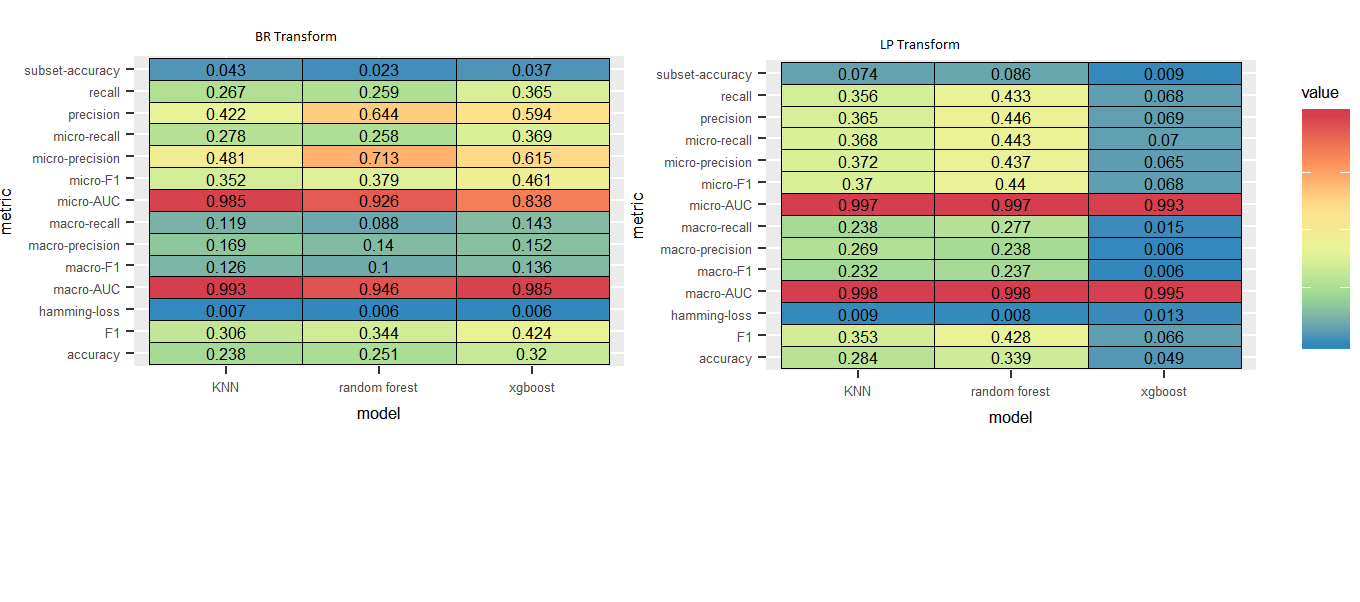 BR Transform
subset-accuracy 0.043 0.023 0.037
recall 0.267 0.259 0.365
precision 0.422 0.644 0.594
micro-recall 0.278 0.258 0.369
micro-precision 0.481 0.713 0.615
micro-F1 0.352 0.379 0.461
micro-AUC 0.985 0.926 0.838
macro-recall 0.119 0.088 0.143
macro-precision 0.169 0.14 0.152
macro-F1 0.126 0.1 0.136
macro-AUC 0.993 0.946 0.985
hamming-loss 0.007 0.006 0.006
F1 0.306 0.344 0.424
accuracy 0.238 0.251 0.32
KNN random forest xgboost
model
metric
LP Transform
subset-accuracy 0.074 0.086 0.009
recall 0.356 0.433 0.068
precision 0.365 0.446 0.069
micro-recall 0.368 0.443 0.07
micro-precision 0.372 0.437 0.065
micro-F1 0.37 0.44 0.068
micro-AUC 0.997 0.997 0.993
macro-recall 0.238 0.277 0.015
macro-precision 0.269 0.238 0.006
macro-F1 0.232 0.237 0.006
macro-AUC 0.998 0.998 0.995
hamming-loss 0.009 0.008 0.013
F1 0.353 0.428 0.066
accuracy 0.284 0.339 0.049
KNN random forest xgboost
model
metric
value